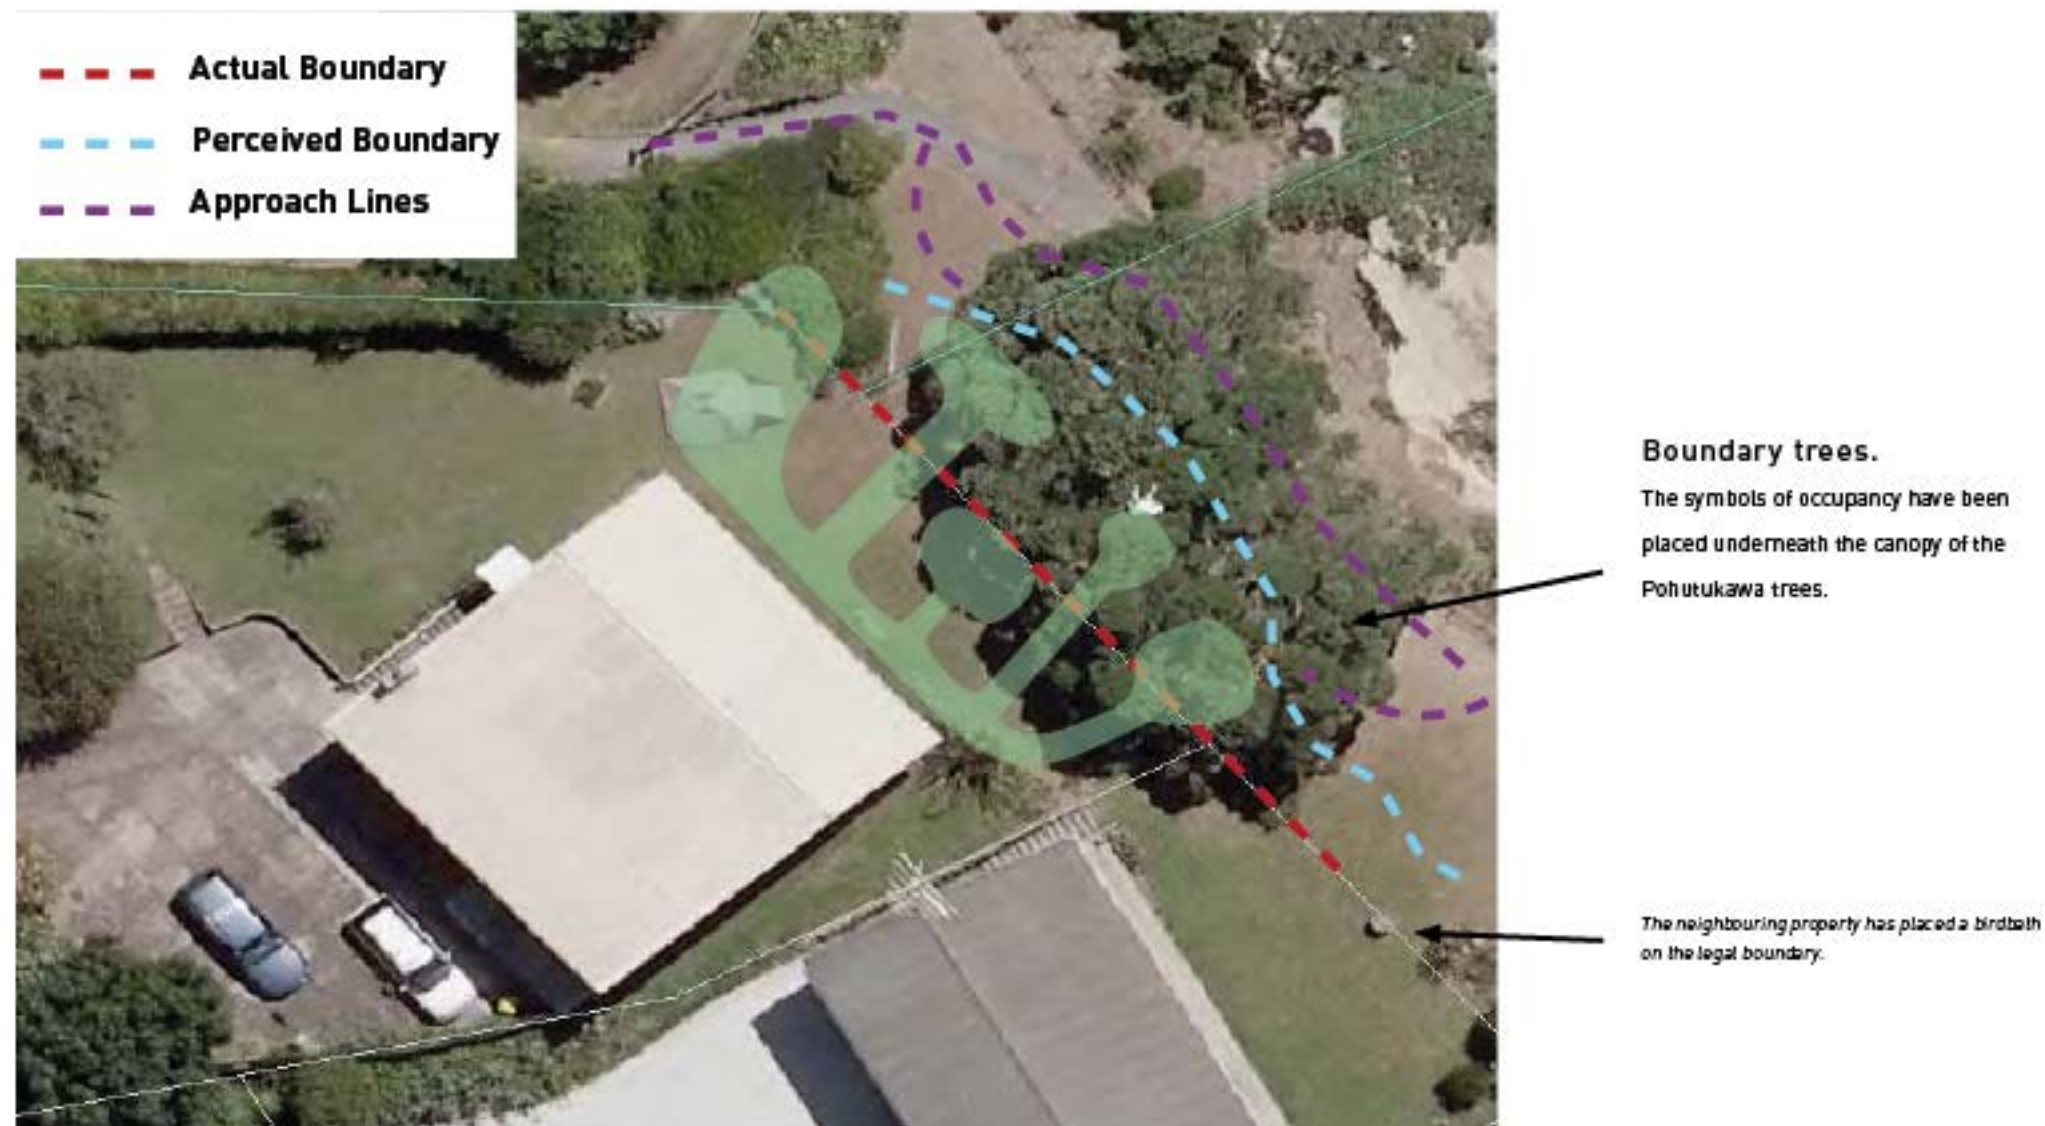 Actual Boundary
Perceived Boundary
Approach Lines
Boundary trees.
The symbols of occupancy have been
placed underneath the canopy of the
Pohutukawa trees.
The neighbouring property has placed a birdbath
on the legal boundary.